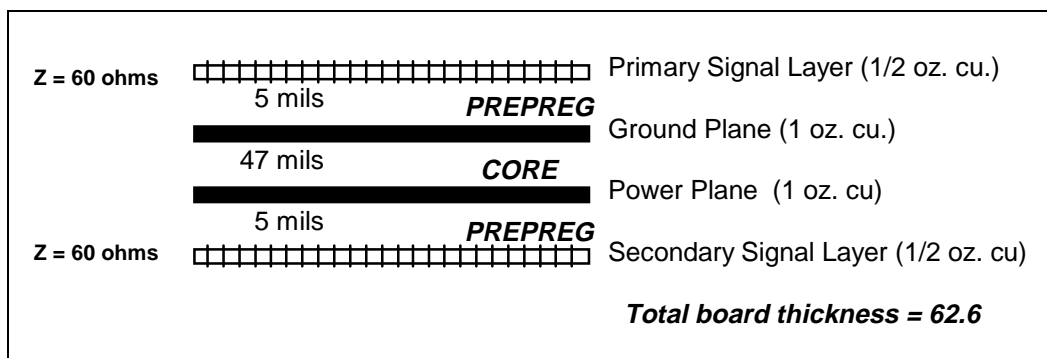 Z = 60 ohms Primary Signal Layer (1/2 oz. cu.)
5 mils PREPREG
Ground Plane (1 oz. cu.)
47 mils CORE
Power Plane (1 oz. cu)
5 mils PREPREG
Z = 60 ohms Secondary Signal Layer (1/2 oz. cu)
Total board thickness = 62.6